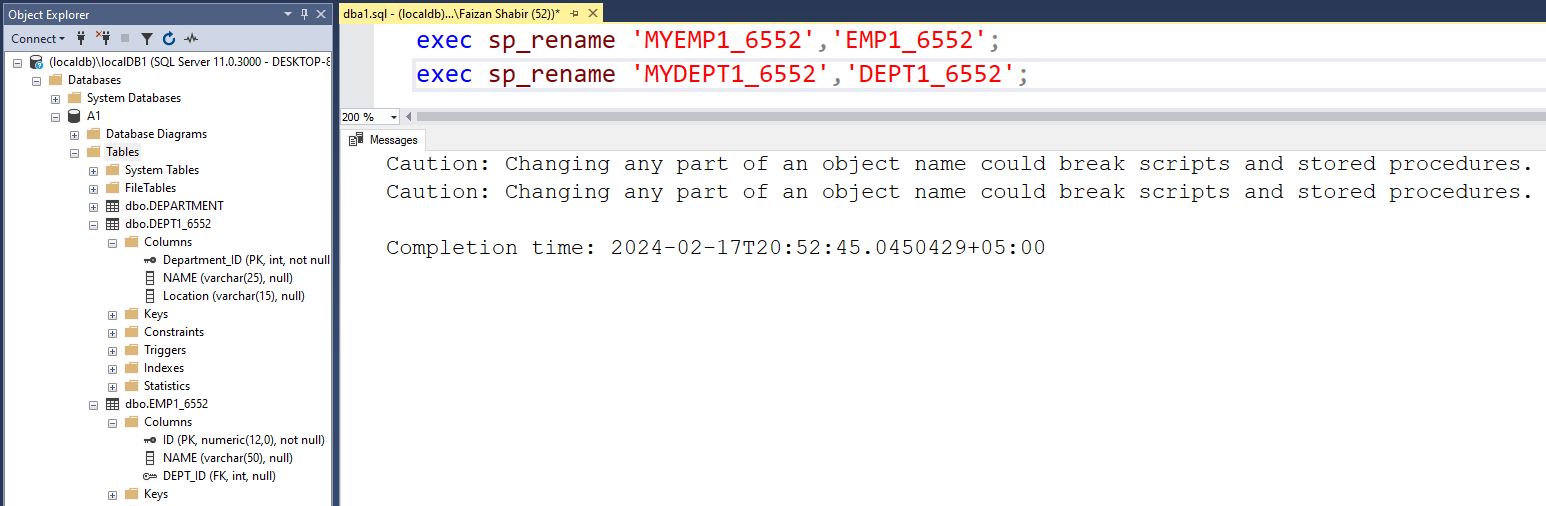 Object Explorer
Connect
(localdb)\localDB1 (SQL Server 11.0.3000 - DESKTOP-8
Databases
System Databases
A1
Database Diagrams
Tables
System Tables
FileTables
dbo.DEPARTMENT
dbo.DEPT1_6552
Columns
Department_ID (PK, int, not null
NAME (varchar(25), null)
Location (varchar(15), null)
Keys
Constraints
Triggers
Indexes
Statistics
dbo.EMP1_6552
Columns
ID (PK, numeric(12,0), not null)
NAME (varchar(50), null)
DEPT_ID (FK, int, null)
Keys
dba1.sql - (localdb)...\Faizan Shabir (52))*
exec sp_rename 'MYEMP1_6552','EMP1_6552';
exec sp_rename 'MYDEPT1_6552','DEPT1_6552';
200 %
Messages
Caution: Changing any part of an object name could break scripts and stored procedures.
Caution: Changing any part of an object name could break scripts and stored procedures.
Completion time: 2024-02-17T20:52:45.0450429+05:00